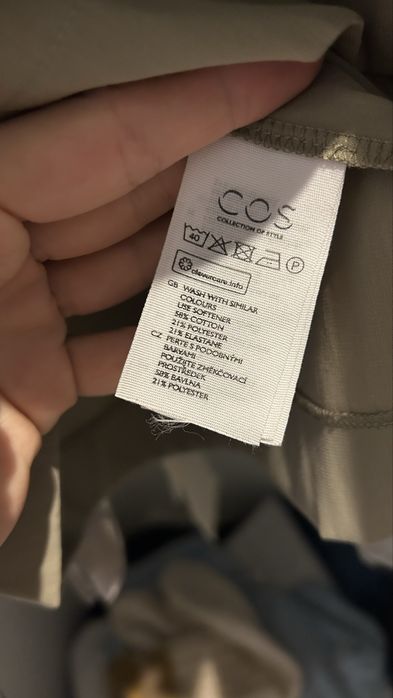 COS
COLLECTION OF STYLE
40
P
clevercare.info
GB WASH WITH SIMILAR
COLOURS
USE SOFTENER
58% COTTON
21% POLYESTER
21% ELASTANE
CZ PERTE S PODOBNÝMI
BARVAMI
POUŽIJTE ZMĚKČOVACÍ
PROSTŘEDEK
58% BAVLNA
21% POLYESTER